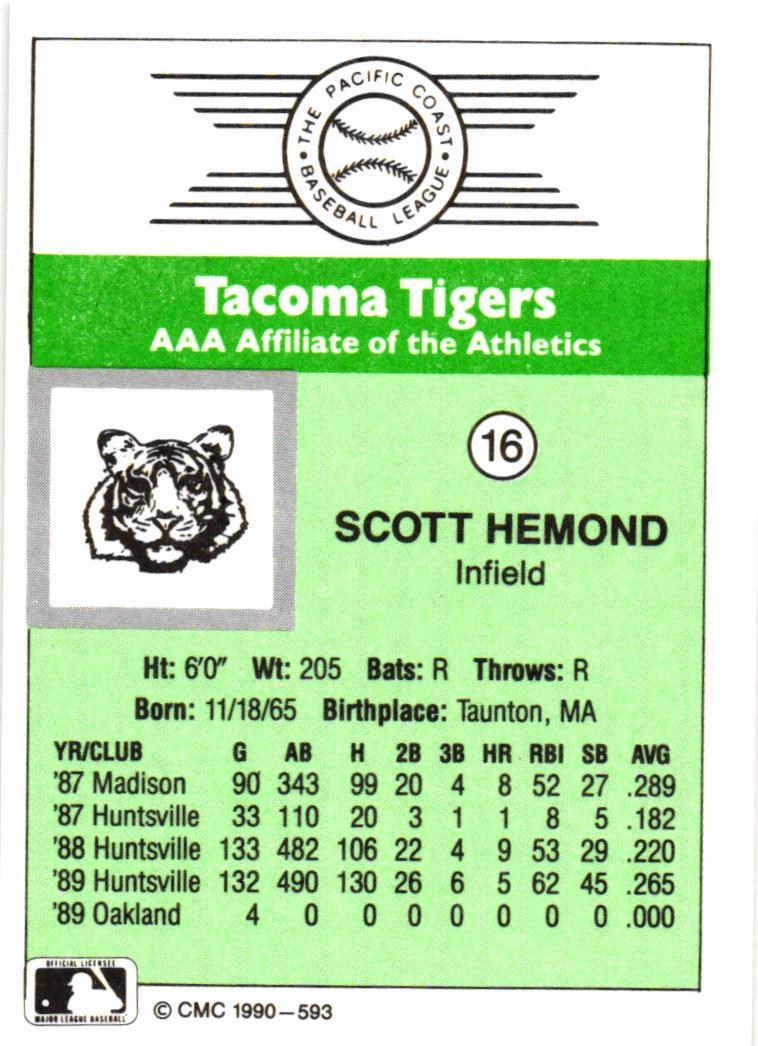 THE PACIFIC COAST
BASEBALL LEAGUE
Tacoma Tigers
AAA Affiliate of the Athletics
16
SCOTT HEMOND
Infield
Ht: 6'0" Wt: 205 Bats: R Throws: R
Born: 11/18/65 Birthplace: Taunton, MA
YR/CLUB G AB H 2B 3B HR RBI SB AVG
'87 Madison 90 343 99 20 4 8 52 27 .289
'87 Huntsville 33 110 20 3 1 1 8 5 .182
'88 Huntsville 133 482 106 22 4 9 53 29 .220
'89 Huntsville 132 490 130 26 6 5 62 45 .265
'89 Oakland 4 0 0 0 0 0 0 0 .000
OFFICIAL LICENSEE
MAJOR LEAGUE BASEBALL
© CMC 1990–593